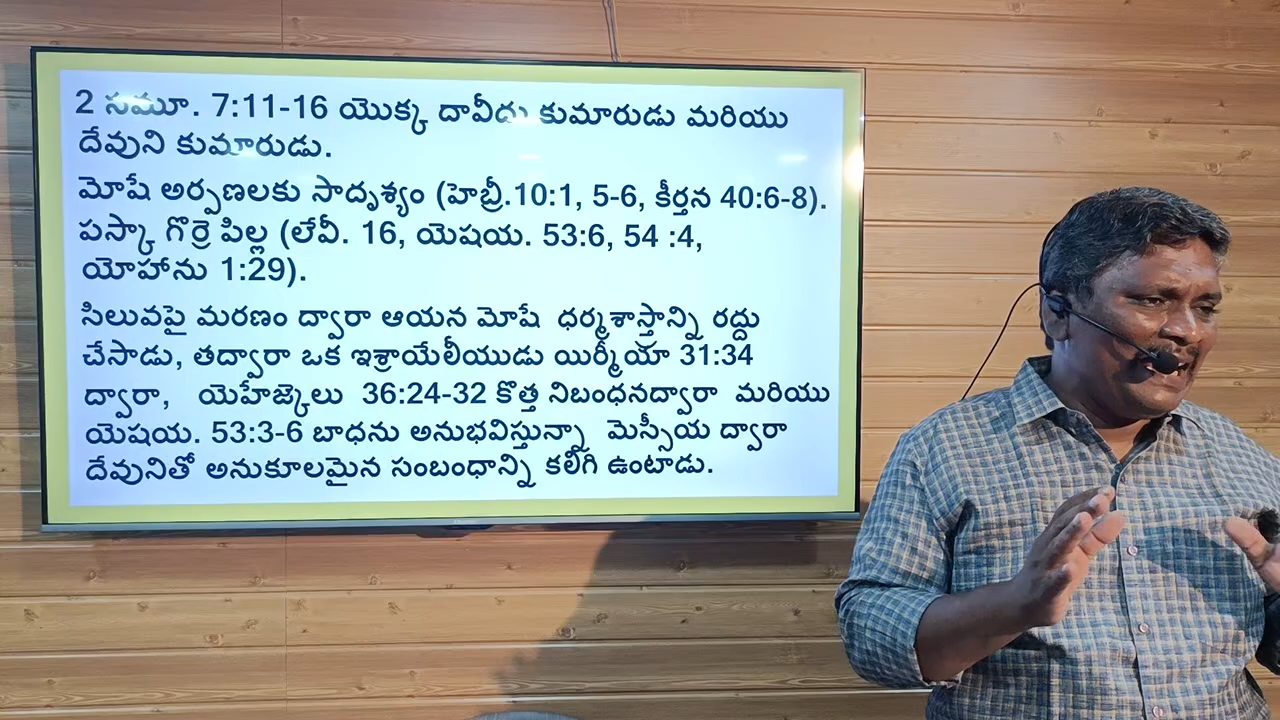 2 సమూ. 7:11-16 యొక్క దావీదు కుమారుడు మరియు
దేవుని కుమారుడు.
మోషే అర్పణలకు సాదృశ్యం (హెబ్రీ.10:1, 5-6, కీర్తన 40:6-8).
పస్కా గొర్రె పిల్ల (లేవీ. 16, యెషయ. 53:6, 54 :4,
యోహాను 1:29).
సిలువపై మరణం ద్వారా ఆయన మోషే ధర్మశాస్త్రాన్ని రద్దు
చేసాడు, తద్వారా ఒక ఇశ్రాయేలీయుడు యిర్మీయా 31:34
ద్వారా, యెహేజ్కెలు 36:24-32 కొత్త నిబంధనద్వారా మరియు
యెషయ. 53:3-6 బాధను అనుభవిస్తున్నా మెస్సీయ ద్వారా
దేవునితో అనుకూలమైన సంబంధాన్ని కలిగి ఉంటాడు.